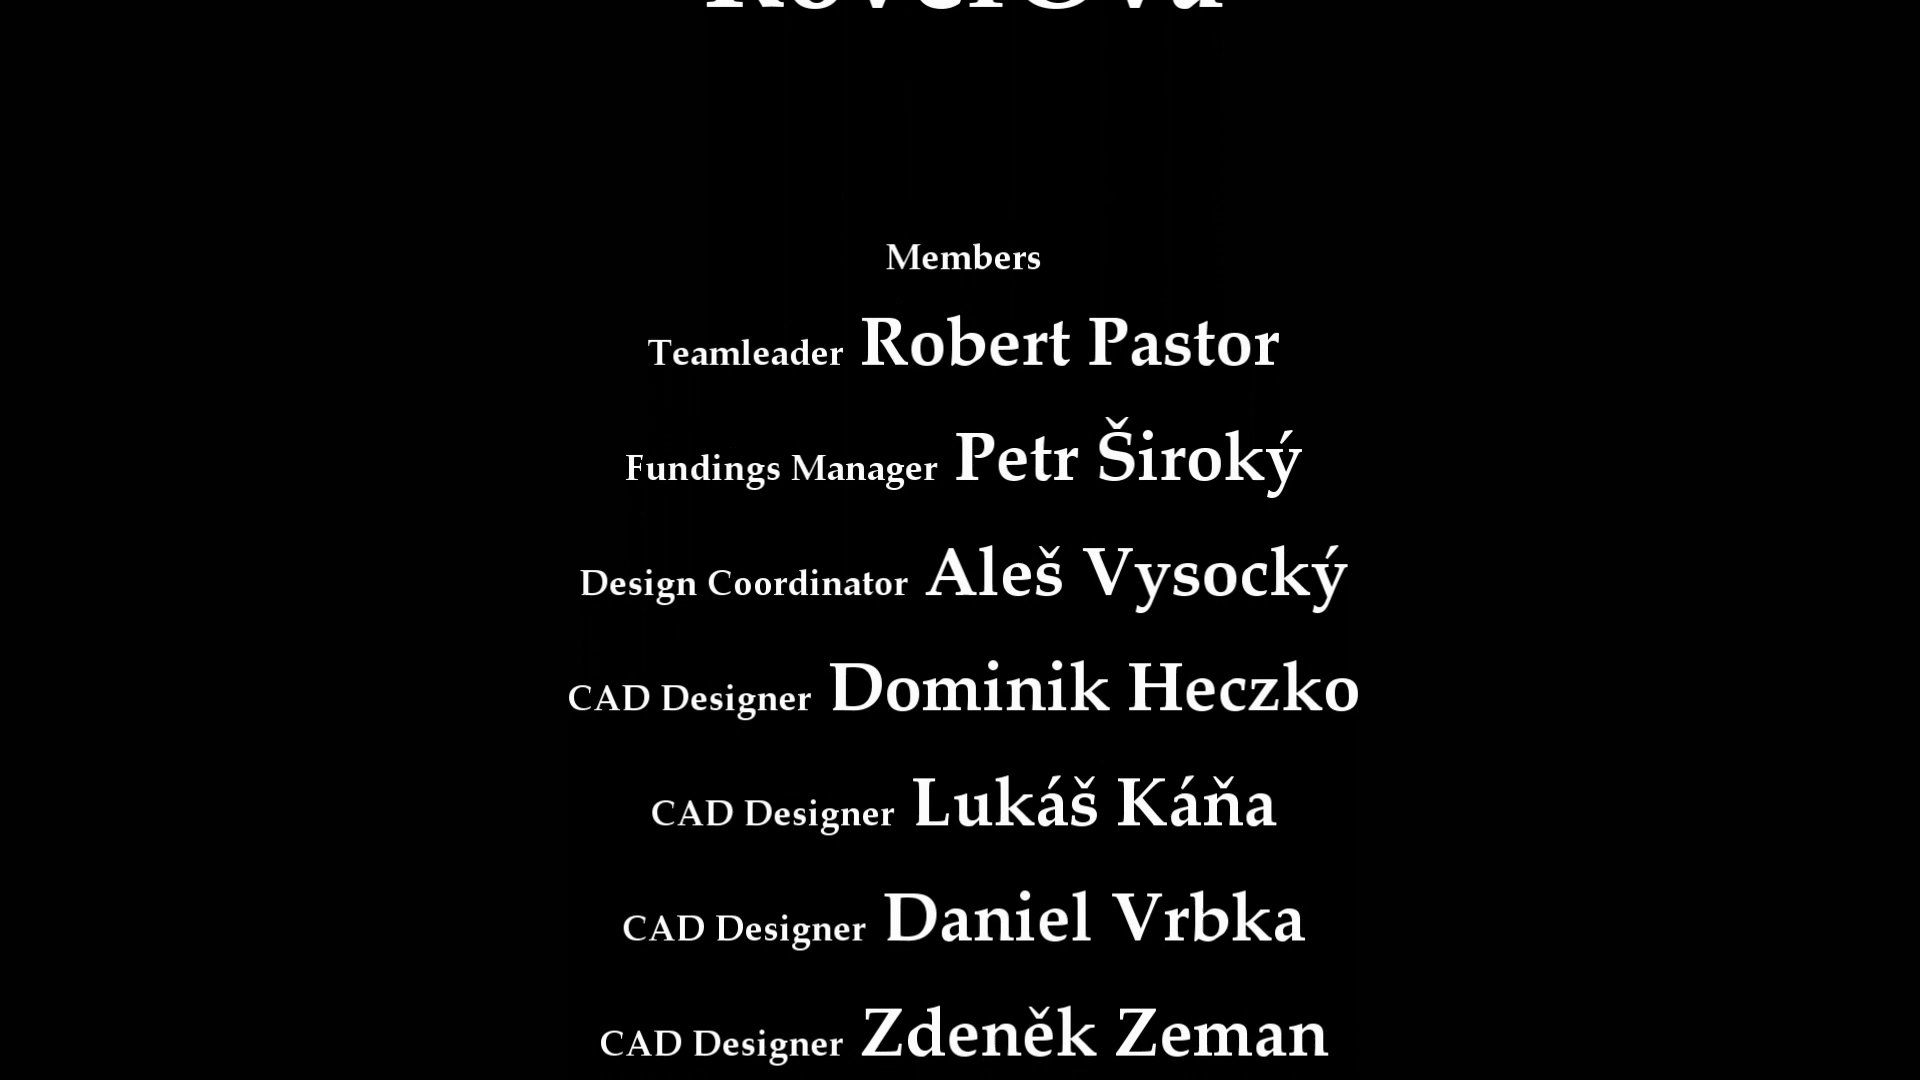 Members
Teamleader Robert Pastor
Fundings Manager Petr Široký
Design Coordinator Aleš Vysocký
CAD Designer Dominik Heczko
CAD Designer Lukáš Káňa
CAD Designer Daniel Vrbka
CAD Designer Zdeněk Zeman